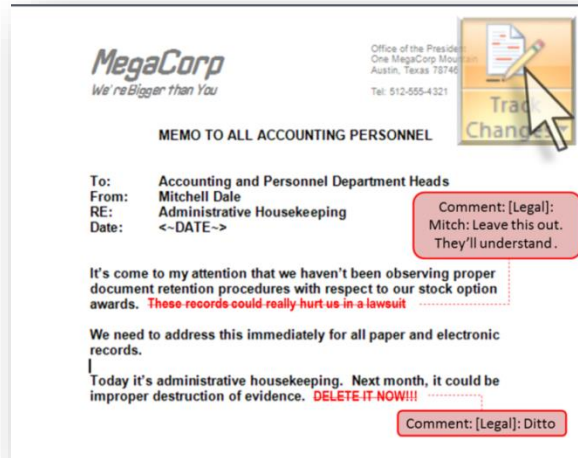 MegaCorp
We're Bigger than You
Office of the Presiden
One MegaCorp Moun
Austin, Texas 78746
Tel: 512-555-4321
Track
Changes
MEMO TO ALL ACCOUNTING PERSONNEL
To: Accounting and Personnel Department Heads
From: Mitchell Dale
RE: Administrative Housekeeping
Date: <~DATE~>
Comment: [Legal]:
Mitch: Leave this out.
They'll understand.
It's come to my attention that we haven't been observing proper
document retention procedures with respect to our stock option
awards. These records could really hurt us in a lawsuit
We need to address this immediately for all paper and electronic
records.
Today it's administrative housekeeping. Next month, it could be
improper destruction of evidence. DELETE IT NOW!!!
Comment: [Legal]: Ditto